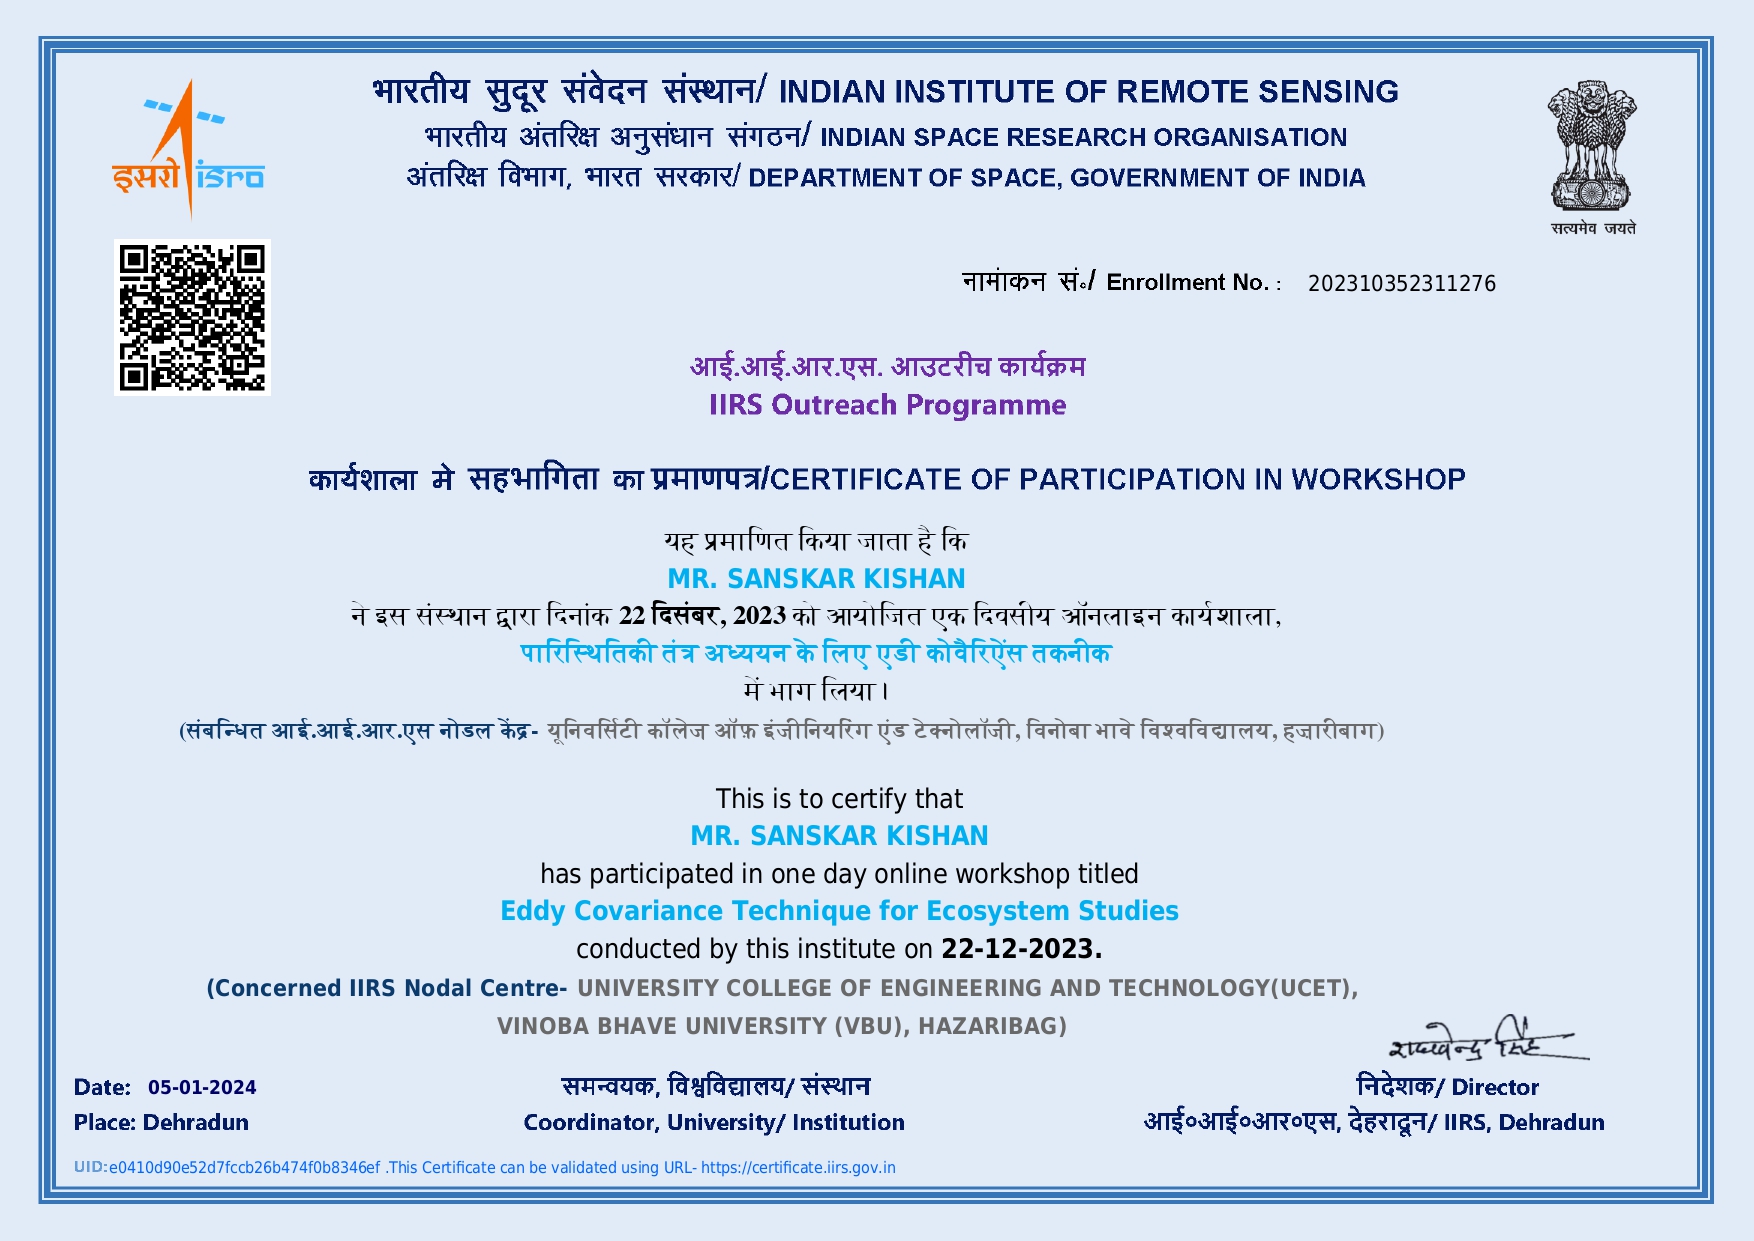 भारतीय सुदूर संवेदन संस्थान/ INDIAN INSTITUTE OF REMOTE SENSING
भारतीय अंतरिक्ष अनुसंधान संगठन/ INDIAN SPACE RESEARCH ORGANISATION
अंतरिक्ष विभाग, भारत सरकार/ DEPARTMENT OF SPACE, GOVERNMENT OF INDIA
इसरो isro
सत्यमेव जयते
नामांकन सं॰/ Enrollment No. : 202310352311276
आई.आई.आर.एस. आउटरीच कार्यक्रम
IIRS Outreach Programme
कार्यशाला मे सहभागिता का प्रमाणपत्र/CERTIFICATE OF PARTICIPATION IN WORKSHOP
यह प्रमाणित किया जाता है कि
MR. SANSKAR KISHAN
ने इस संस्थान द्वारा दिनांक 22 दिसंबर, 2023 को आयोजित एक दिवसीय ऑनलाइन कार्यशाला,
पारिस्थितिकी तंत्र अध्ययन के लिए एडी कोवैरिऐंस तकनीक
में भाग लिया।
(संबन्धित आई.आई.आर.एस नोडल केंद्र- यूनिवर्सिटी कॉलेज ऑफ़ इंजीनियरिंग एंड टेक्नोलॉजी, विनोबा भावे विश्वविद्यालय, हज़ारीबाग)
This is to certify that
MR. SANSKAR KISHAN
has participated in one day online workshop titled
Eddy Covariance Technique for Ecosystem Studies
conducted by this institute on 22-12-2023.
(Concerned IIRS Nodal Centre- UNIVERSITY COLLEGE OF ENGINEERING AND TECHNOLOGY(UCET),
VINOBA BHAVE UNIVERSITY (VBU), HAZARIBAG)
Date: 05-01-2024
Place: Dehradun
समन्वयक, विश्वविद्यालय/ संस्थान
Coordinator, University/ Institution
निदेशक/ Director
आई०आई०आर०एस, देहरादून/ IIRS, Dehradun
UID:e0410d90e52d7fccb26b474f0b8346ef .This Certificate can be validated using URL- https://certificate.iirs.gov.in